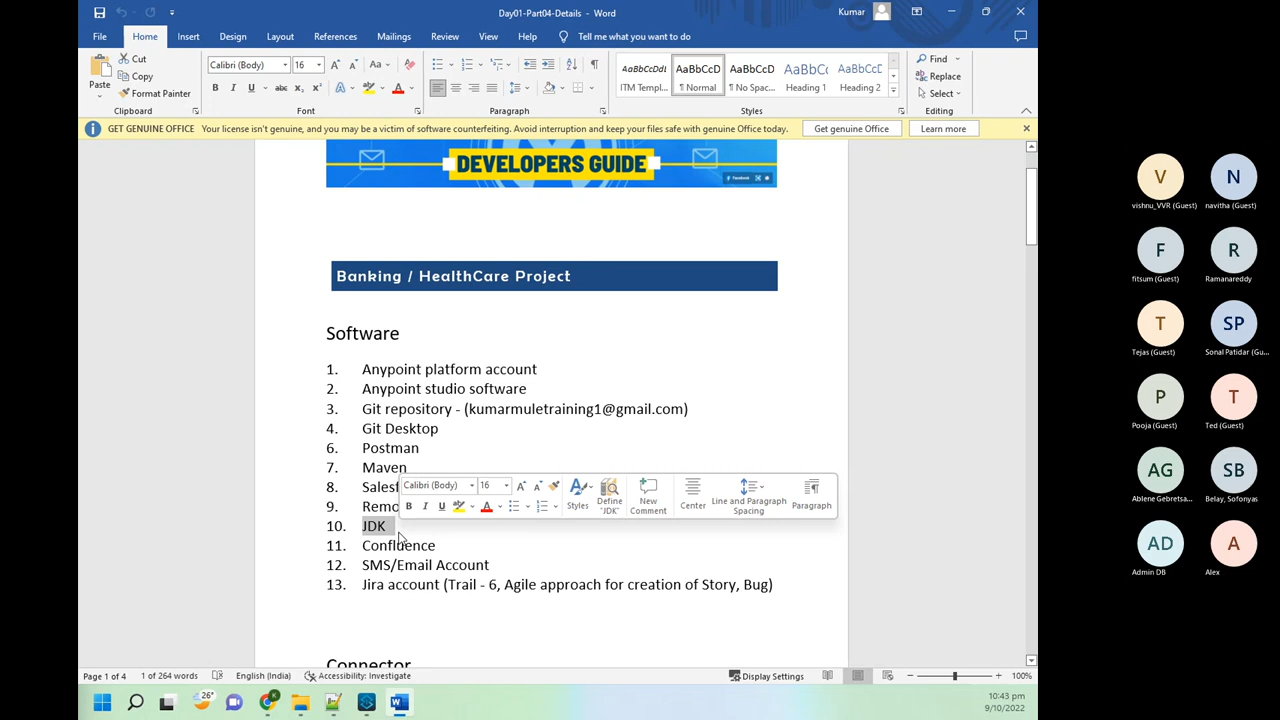 Day01-Part04-Details - Word
Kumar
File Home Insert Design Layout References Mailings Review View Help Tell me what you want to do
Paste
Cut
Copy
Format Painter
Calibri (Body) 16
AaBbCcDdI AaBbCcD AaBbCcD AaBbCc AaBbCcD
ITM Templ... ¶ Normal ¶ No Spac... Heading 1 Heading 2
Find
Replace
Select
Clipboard Font Paragraph Styles Editing
GET GENUINE OFFICE Your license isn't genuine, and you may be a victim of software counterfeiting. Avoid interruption and keep your files safe with genuine Office today. Get genuine Office Learn more
DEVELOPERS GUIDE
Facebook
Banking / HealthCare Project
Software
1. Anypoint platform account
2. Anypoint studio software
3. Git repository - (kumarmuletraining1@gmail.com)
4. Git Desktop
6. Postman
7. Maven
8. Salesf
9. Remo
10. JDK
11. Confluence
12. SMS/Email Account
13. Jira account (Trail - 6, Agile approach for creation of Story, Bug)
Connector
Calibri (Body) 16
Styles Define "JDK" New Comment Center Line and Paragraph Spacing Paragraph
Page 1 of 4 1 of 264 words English (India) Accessibility: Investigate Display Settings 100%
26°
10:43 pm
9/10/2022
V N
vishnu_VVR (Guest) navitha (Guest)
F R
fitsum (Guest) Ramanareddy
T SP
Tejas (Guest) Sonal Patidar (Gu...
P T
Pooja (Guest) Ted (Guest)
AG SB
Ablene Gebretsa... Belay, Sofonyas
AD A
Admin DB Alex